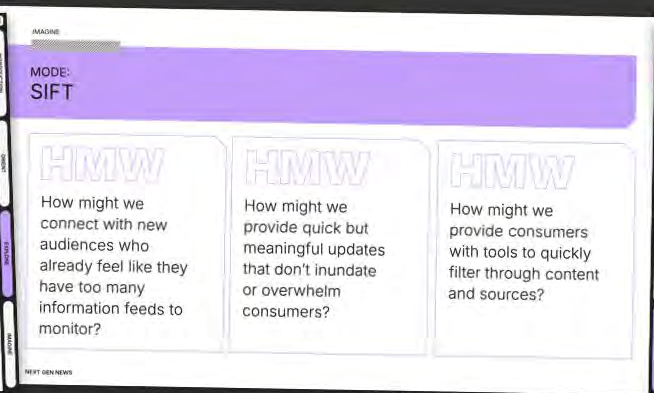 IMAGINE
MODE:
SIFT
HMW
How might we
connect with new
audiences who
already feel like they
have too many
information feeds to
monitor?
HMW
How might we
provide quick but
meaningful updates
that don't inundate
or overwhelm
consumers?
HMW
How might we
provide consumers
with tools to quickly
filter through content
and sources?
NEXT GEN NEWS
ORIENT
EXPLORE
IMAGINE